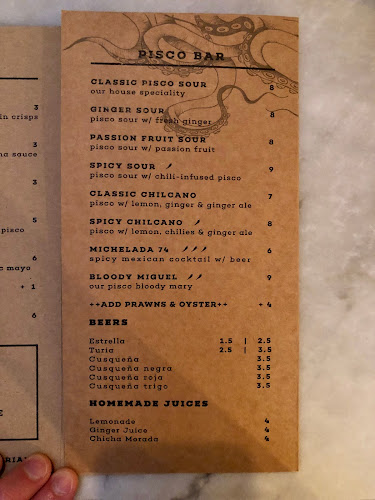 3
in crisps
3
na sauce
3
5
pisco
6
c mayo
+ 1
6
E
RIA
PISCO BAR
CLASSIC PISCO SOUR 8
our house speciality
GINGER SOUR 8
pisco sour w/ fresh ginger
PASSION FRUIT SOUR 8
pisco sour w/ passion fruit
SPICY SOUR 9
pisco sour w/ chili-infused pisco
CLASSIC CHILCANO 7
pisco w/ lemon, ginger & ginger ale
SPICY CHILCANO 8
pisco w/ lemon, chilies & ginger ale
MICHELADA 74 6
spicy mexican cocktail w/ beer
BLOODY MIGUEL 9
our pisco bloody mary
++ADD PRAWNS & OYSTER++ + 4
BEERS
Estrella 1.5 | 2.5
Turia 2.5 | 3.5
Cusqueña 3.5
Cusqueña negra 3.5
Cusqueña roja 3.5
Cusqueña trigo 3.5
HOMEMADE JUICES
Lemonade 4
Ginger Juice 4
Chicha Morada 4